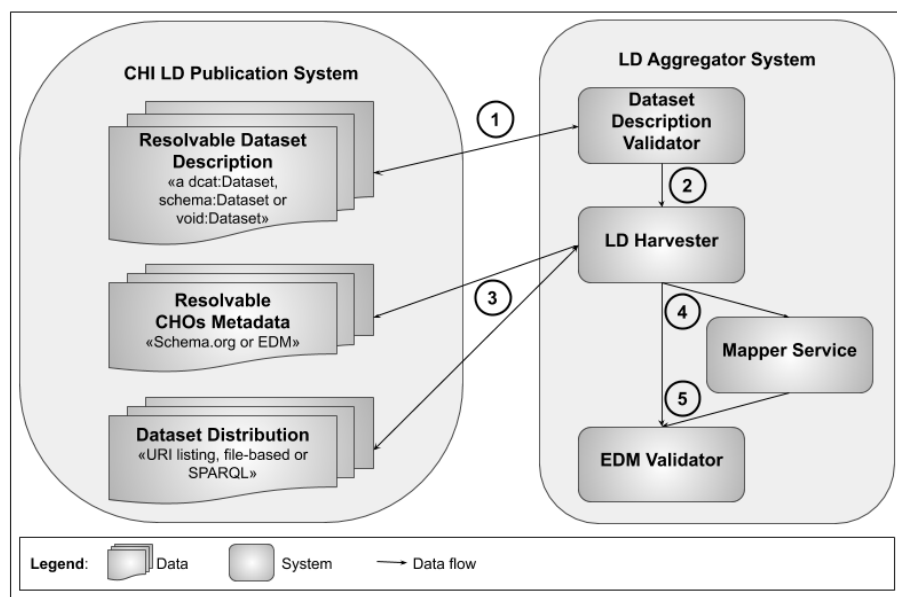 CHI LD Publication System
Resolvable Dataset
Description
«a dcat:Dataset,
schema:Dataset or
void:Dataset»
Resolvable
CHOs Metadata
«Schema.org or EDM»
Dataset Distribution
«URI listing, file-based or
SPARQL»
1
3
LD Aggregator System
Dataset
Description
Validator
2
LD Harvester
4
Mapper Service
5
EDM Validator
Legend: Data System Data flow